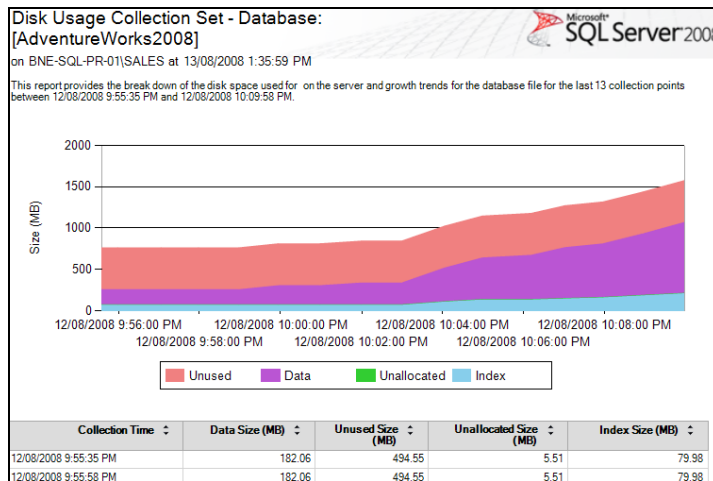 Disk Usage Collection Set - Database:
[AdventureWorks2008]
Microsoft®
SQL Server 2008
on BNE-SQL-PR-01\SALES at 13/08/2008 1:35:59 PM
This report provides the break down of the disk space used for on the server and growth trends for the database file for the last 13 collection points
between 12/08/2008 9:55:35 PM and 12/08/2008 10:09:58 PM.
2000
1500
1000
500
0
Size (MB)
12/08/2008 9:56:00 PM 12/08/2008 10:00:00 PM 12/08/2008 10:04:00 PM 12/08/2008 10:08:00 PM
12/08/2008 9:58:00 PM 12/08/2008 10:02:00 PM 12/08/2008 10:06:00 PM
Unused Data Unallocated Index
Collection Time Data Size (MB) Unused Size (MB) Unallocated Size (MB) Index Size (MB)
12/08/2008 9:55:35 PM 182.06 494.55 5.51 79.98
12/08/2008 9:55:58 PM 182.06 494.55 5.51 79.98